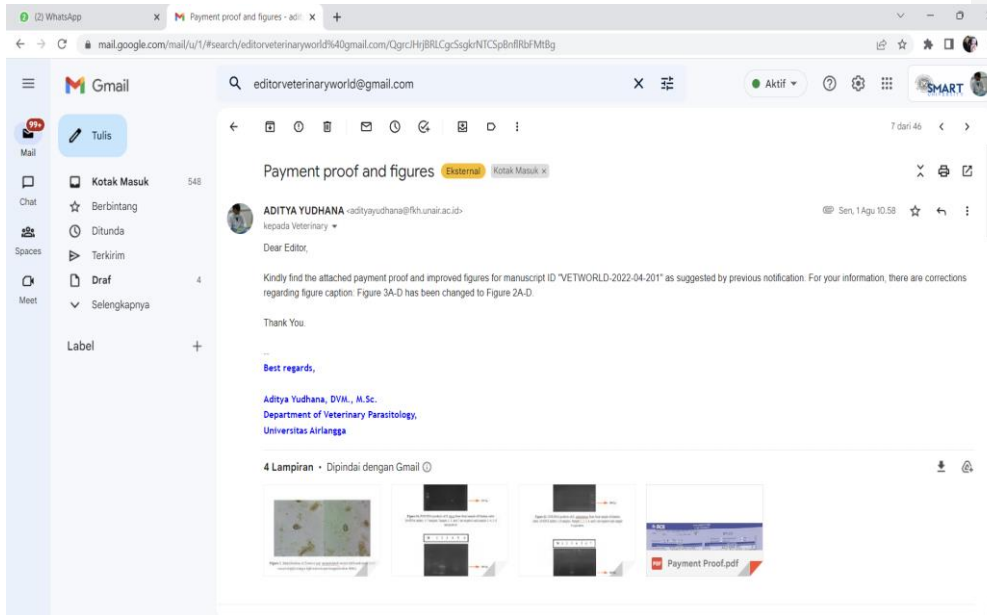 (2) WhatsApp
Payment proof and figures - adit
mail.google.com/mail/u/1/#search/editorveterinaryworld%40gmail.com/QgrcJHrjBRLCgcSsgkrNTCSpBnflRbFMtBg
Gmail
editorveterinaryworld@gmail.com
Aktif
SMART
99+
Mail
Chat
Spaces
Meet
Tulis
Kotak Masuk 548
Berbintang
Ditunda
Terkirim
Draf 4
Selengkapnya
Label
7 dari 46
Payment proof and figures Eksternal Kotak Masuk ×
ADITYA YUDHANA <adityayudhana@fkh.unair.ac.id>
Sen, 1 Agu 10.58
kepada Veterinary
Dear Editor,
Kindly find the attached payment proof and improved figures for manuscript ID "VETWORLD-2022-04-201" as suggested by previous notification. For your information, there are corrections
regarding figure caption. Figure 3A-D has been changed to Figure 2A-D.
Thank You.
--
Best regards,
Aditya Yudhana, DVM., M.Sc.
Department of Veterinary Parasitology,
Universitas Airlangga
4 Lampiran • Dipindai dengan Gmail
PDF Payment Proof.pdf